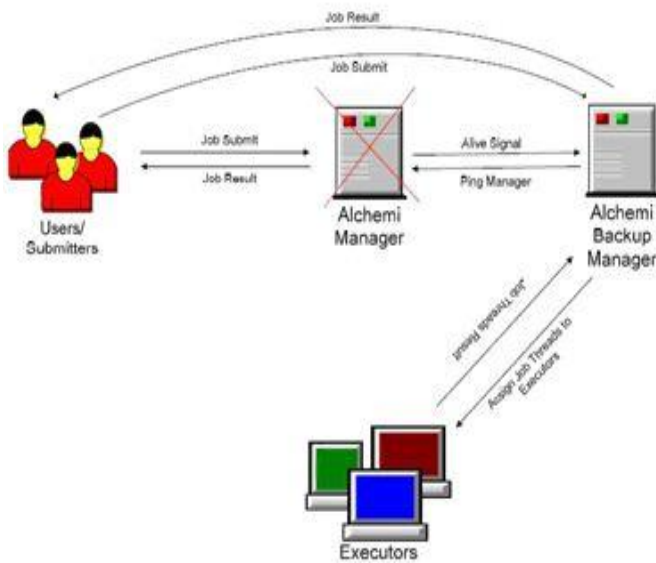 Job Result
Job Submit
Job Submit
Job Result
Alive Signal
Ping Manager
Users/
Submitters
Alchemi
Manager
Alchemi
Backup
Manager
Job Threads Result
Assign Job Threads to
Executors
Executors